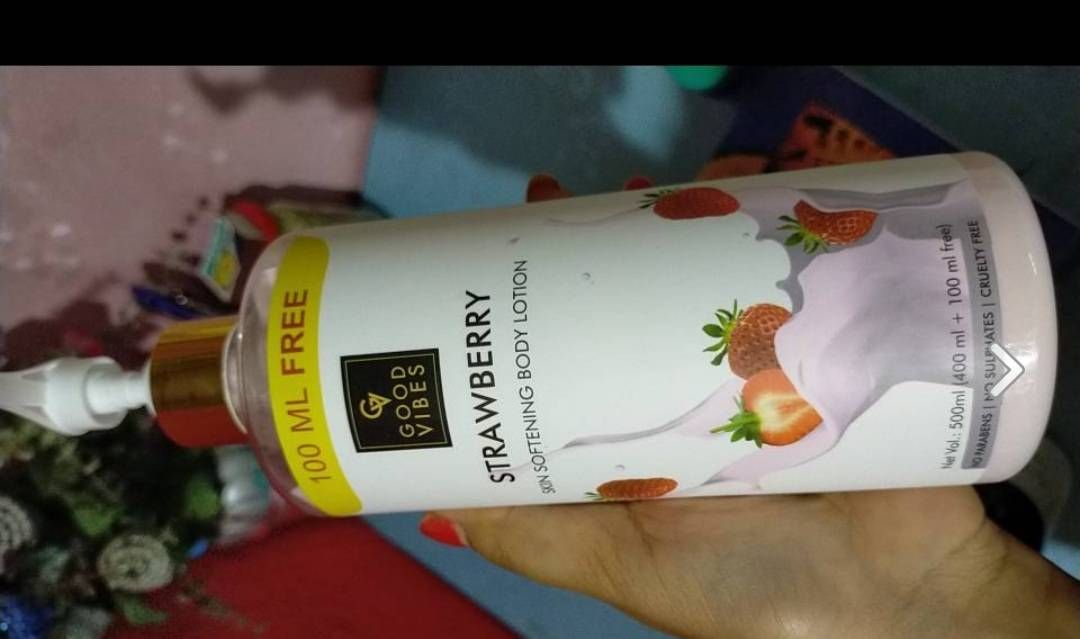 100 ML FREE
GV
GOOD
VIBES
STRAWBERRY
SKIN SOFTENING BODY LOTION
Net Vol.: 500ml (400 ml + 100 ml free)
NO PARABENS | NO SULPHATES | CRUELTY FREE